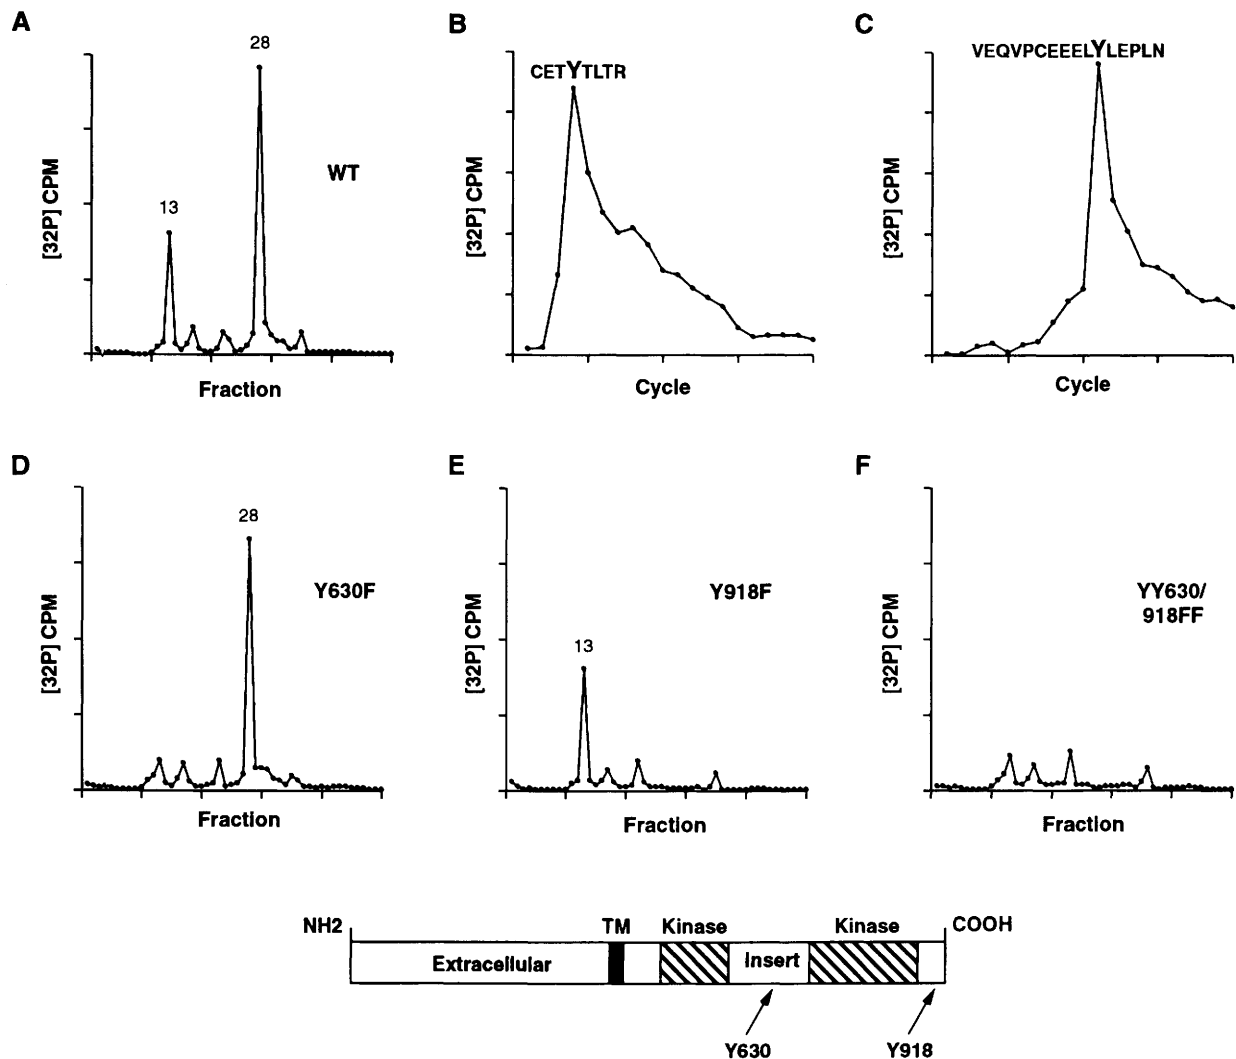 A
28
13
WT
[32P] CPM
Fraction
B
CETYTLTR
[32P] CPM
Cycle
C
VEQVPCEEELYLEPLN
[32P] CPM
Cycle
D
28
Y630F
[32P] CPM
Fraction
E
13
Y918F
[32P] CPM
Fraction
F
YY630/
918FF
[32P] CPM
Fraction
NH2
TM
Kinase
Kinase
COOH
Extracellular
Insert
Y630
Y918